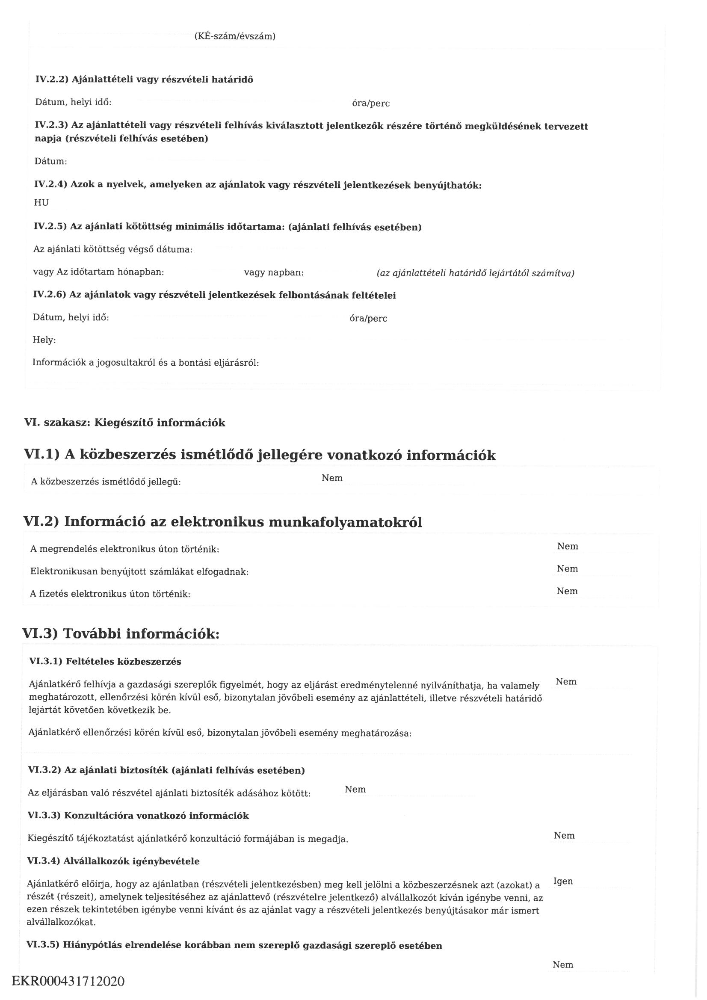 (KÉ-szám/évszám)
IV.2.2) Ajánlattételi vagy részvételi határidő
Dátum, helyi idő: óra/perc
IV.2.3) Az ajánlattételi vagy részvételi felhívás kiválasztott jelentkezők részére történő megküldésének tervezett
napja (részvételi felhívás esetében)
Dátum:
IV.2.4) Azok a nyelvek, amelyeken az ajánlatok vagy részvételi jelentkezések benyújthatók:
HU
IV.2.5) Az ajánlati kötöttség minimális időtartama: (ajánlati felhívás esetében)
Az ajánlati kötöttség végső dátuma:
vagy Az időtartam hónapban: vagy napban: (az ajánlattételi határidő lejártától számítva)
IV.2.6) Az ajánlatok vagy részvételi jelentkezések felbontásának feltételei
Dátum, helyi idő: óra/perc
Hely:
Információk a jogosultakról és a bontási eljárásról:
VI. szakasz: Kiegészítő információk
VI.1) A közbeszerzés ismétlődő jellegére vonatkozó információk
A közbeszerzés ismétlődő jellegű: Nem
VI.2) Információ az elektronikus munkafolyamatokról
A megrendelés elektronikus úton történik: Nem
Elektronikusan benyújtott számlákat elfogadnak: Nem
A fizetés elektronikus úton történik: Nem
VI.3) További információk:
VI.3.1) Feltételes közbeszerzés
Ajánlatkérő felhívja a gazdasági szereplők figyelmét, hogy az eljárást eredménytelenné nyilváníthatja, ha valamely Nem
meghatározott, ellenőrzési körén kívül eső, bizonytalan jövőbeli esemény az ajánlattételi, illetve részvételi határidő
lejártát követően következik be.
Ajánlatkérő ellenőrzési körén kívül eső, bizonytalan jövőbeli esemény meghatározása:
VI.3.2) Az ajánlati biztosíték (ajánlati felhívás esetében)
Az eljárásban való részvétel ajánlati biztosíték adásához kötött: Nem
VI.3.3) Konzultációra vonatkozó információk
Kiegészítő tájékoztatást ajánlatkérő konzultáció formájában is megadja. Nem
VI.3.4) Alvállalkozók igénybevétele
Ajánlatkérő előírja, hogy az ajánlatban (részvételi jelentkezésben) meg kell jelölni a közbeszerzésnek azt (azokat) a Igen
részét (részeit), amelynek teljesítéséhez az ajánlattevő (részvételre jelentkező) alvállalkozót kíván igénybe venni, az
ezen részek tekintetében igénybe venni kívánt és az ajánlat vagy a részvételi jelentkezés benyújtásakor már ismert
alvállalkozókat.
VI.3.5) Hiánypótlás elrendelése korábban nem szereplő gazdasági szereplő esetében
Nem
EKR000431712020